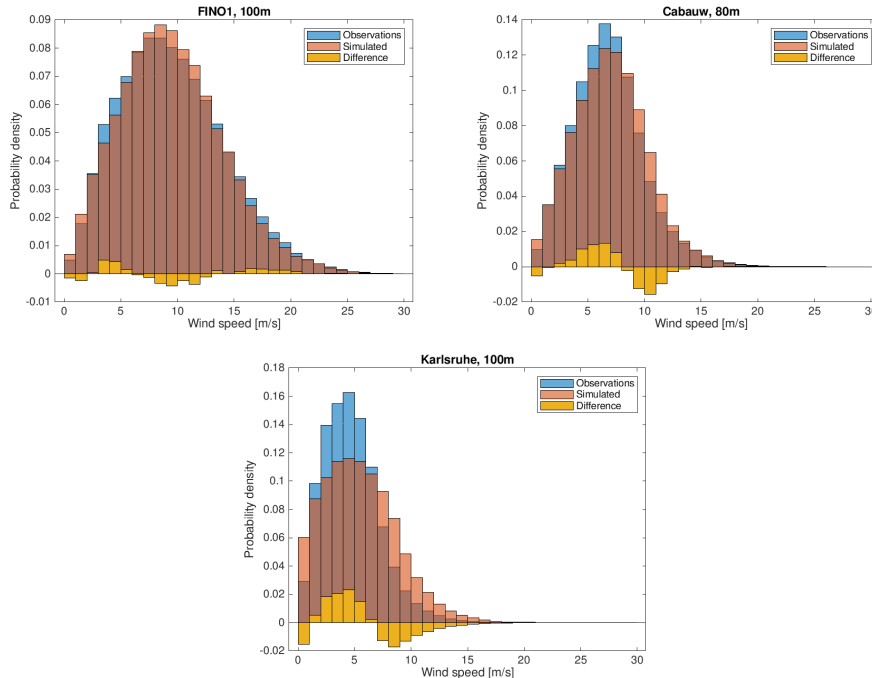 FINO1, 100m
Probability density
0.09
0.08
0.07
0.06
0.05
0.04
0.03
0.02
0.01
0
-0.01
Observations
Simulated
Difference
0 5 10 15 20 25 30
Wind speed [m/s]
Cabauw, 80m
Probability density
0.14
0.12
0.1
0.08
0.06
0.04
0.02
0
-0.02
Observations
Simulated
Difference
0 5 10 15 20 25 30
Wind speed [m/s]
Karlsruhe, 100m
Probability density
0.18
0.16
0.14
0.12
0.1
0.08
0.06
0.04
0.02
0
-0.02
Observations
Simulated
Difference
0 5 10 15 20 25 30
Wind speed [m/s]